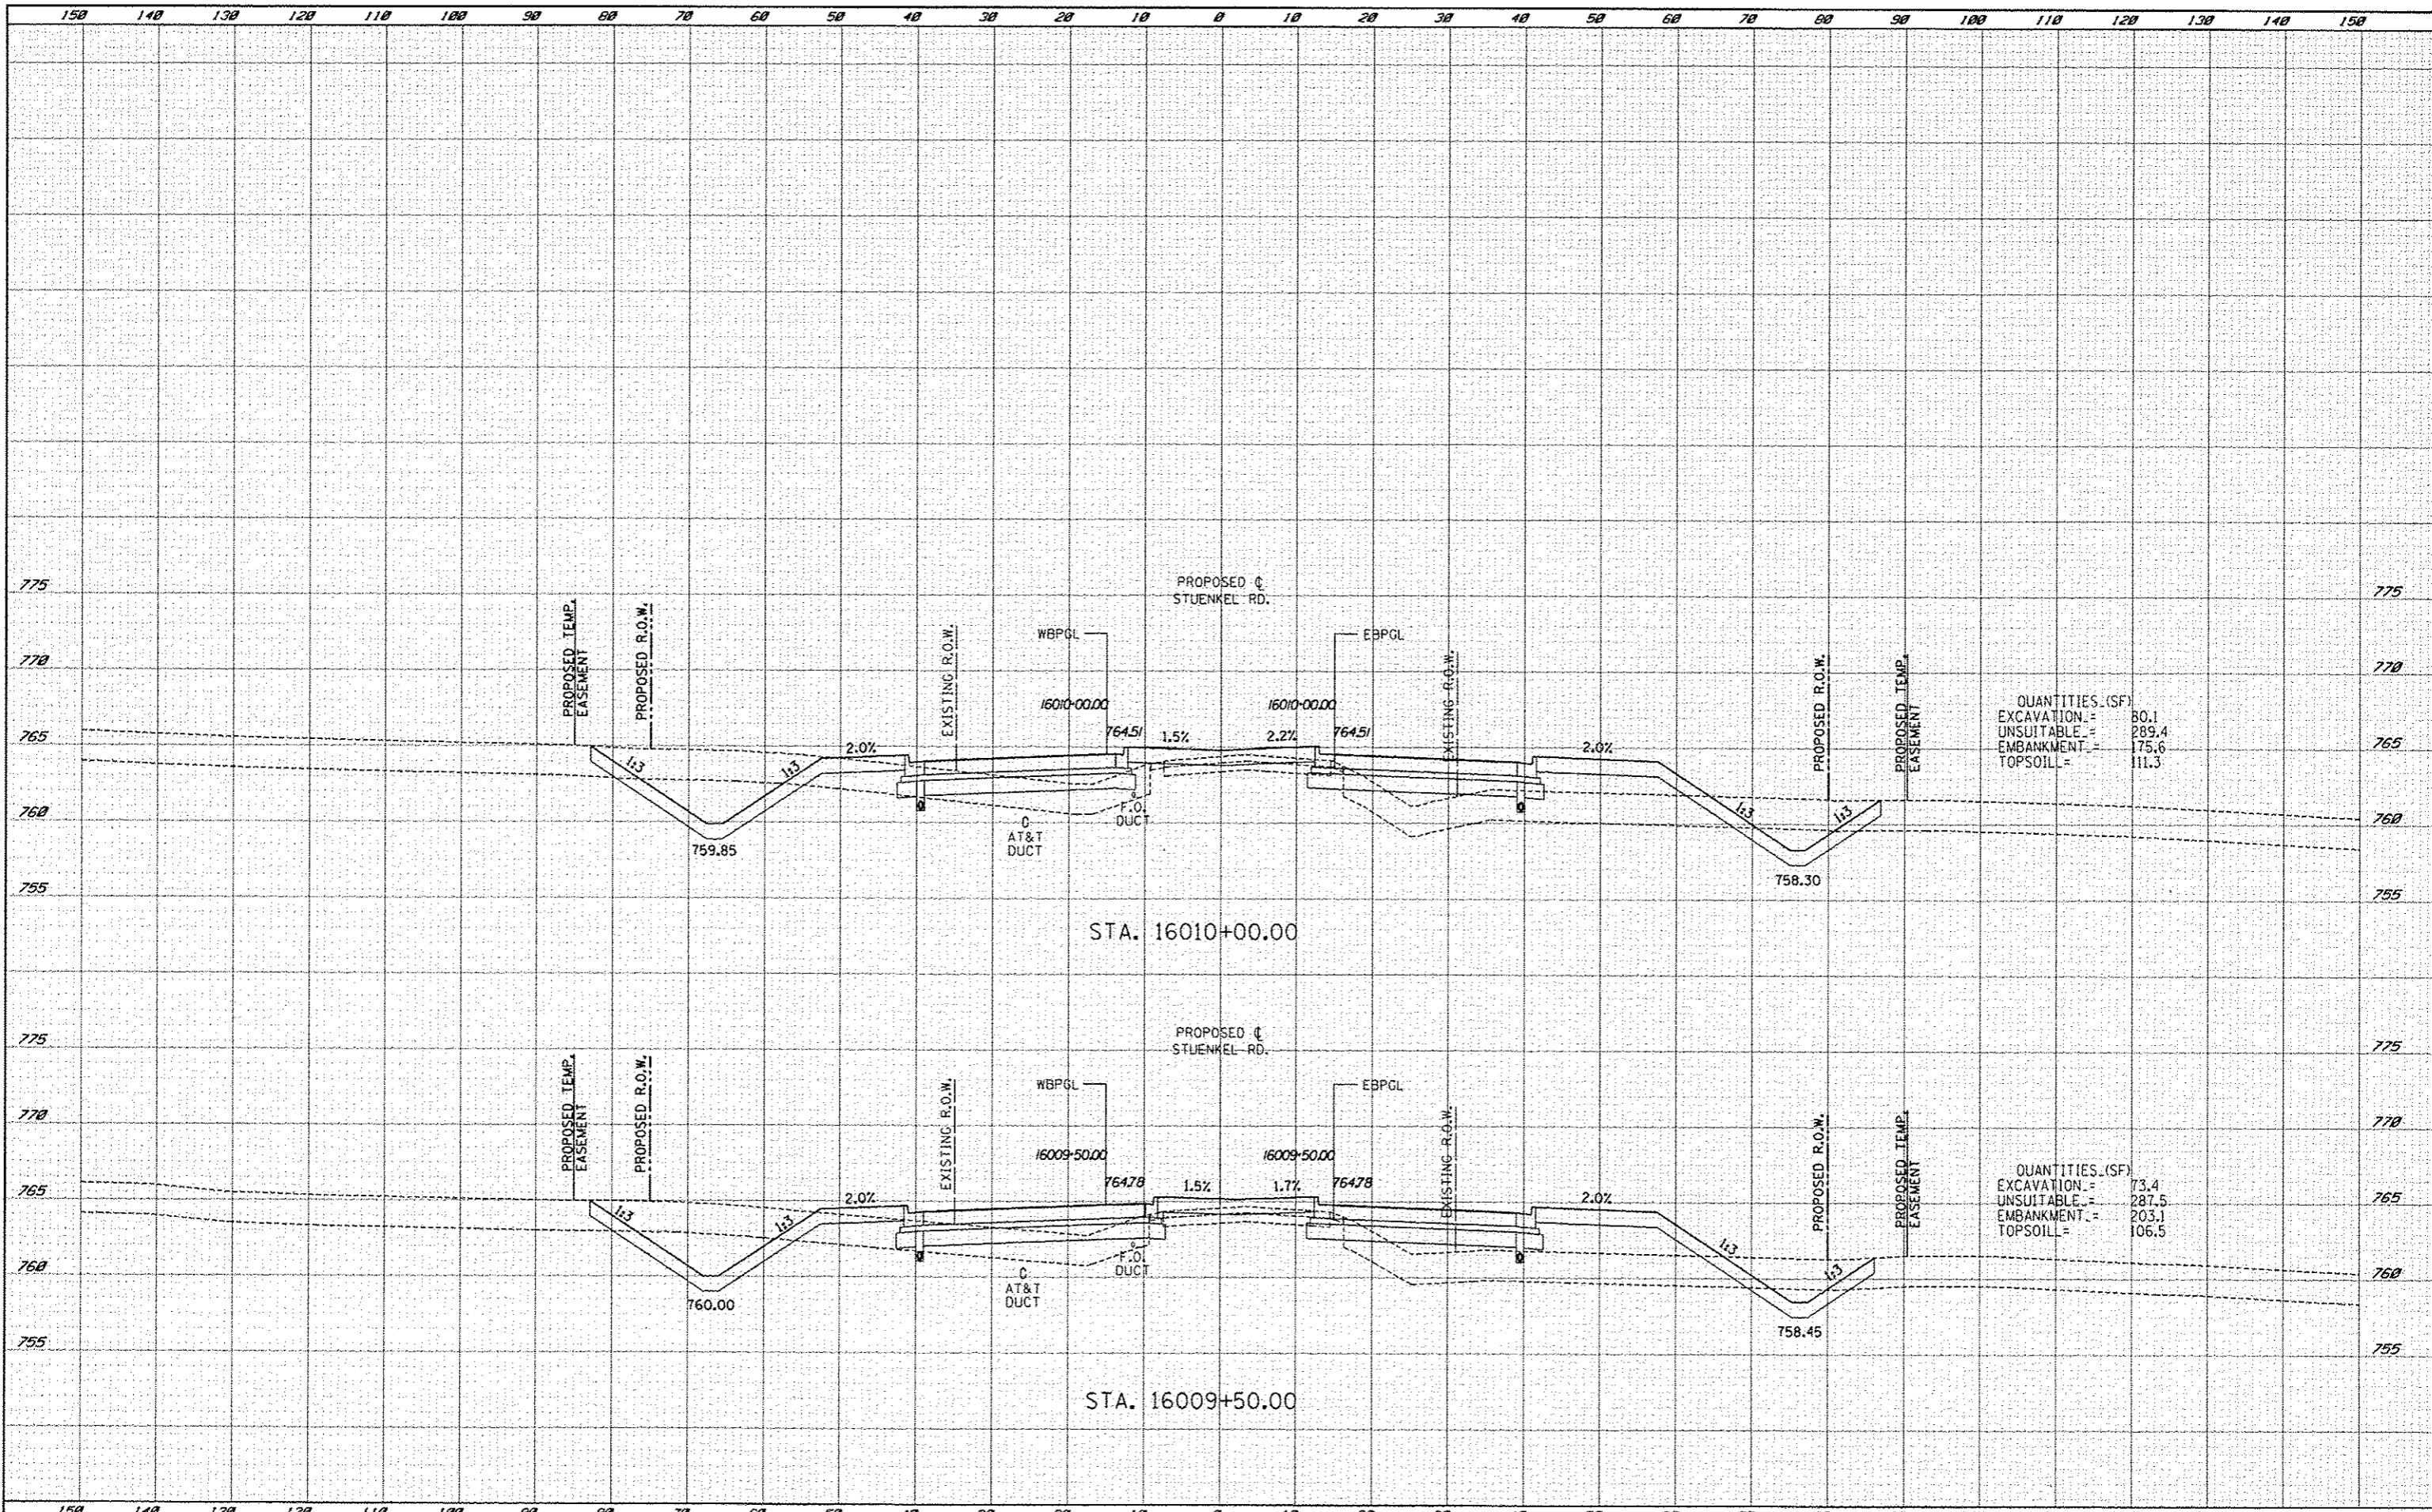 150 140 130 120 110 100 90 80 70 60 50 40 30 20 10 0 10 20 30 40 50 60 70 80 90 100 110 120 130 140 150
775
PROPOSED ℄
STUENKEL RD.
775
PROPOSED TEMP.
EASEMENT
PROPOSED R.O.W.
EXISTING R.O.W.
WBPGL
EBPGL
EXISTING R.O.W.
PROPOSED R.O.W.
PROPOSED TEMP.
EASEMENT
770
770
16010+00.00
16010+00.00
QUANTITIES (SF)
EXCAVATION = 80.1
UNSUITABLE = 289.4
EMBANKMENT = 175.6
TOPSOIL = 111.3
765
2.0%
764.51
1.5%
2.2%
764.51
2.0%
765
1:3
1:3
1:3
1:3
760
F.O.
DUCT
AT&T
DUCT
760
759.85
758.30
755
755
STA. 16010+00.00
775
PROPOSED ℄
STUENKEL RD.
775
PROPOSED TEMP.
EASEMENT
PROPOSED R.O.W.
EXISTING R.O.W.
WBPGL
EBPGL
EXISTING R.O.W.
PROPOSED R.O.W.
PROPOSED TEMP.
EASEMENT
770
770
16009+50.00
16009+50.00
QUANTITIES (SF)
EXCAVATION = 73.4
UNSUITABLE = 287.5
EMBANKMENT = 203.1
TOPSOIL = 106.5
765
2.0%
764.78
1.5%
1.7%
764.78
2.0%
765
1:3
1:3
1:3
1:3
760
F.O.
DUCT
AT&T
DUCT
760
760.00
758.45
755
755
STA. 16009+50.00